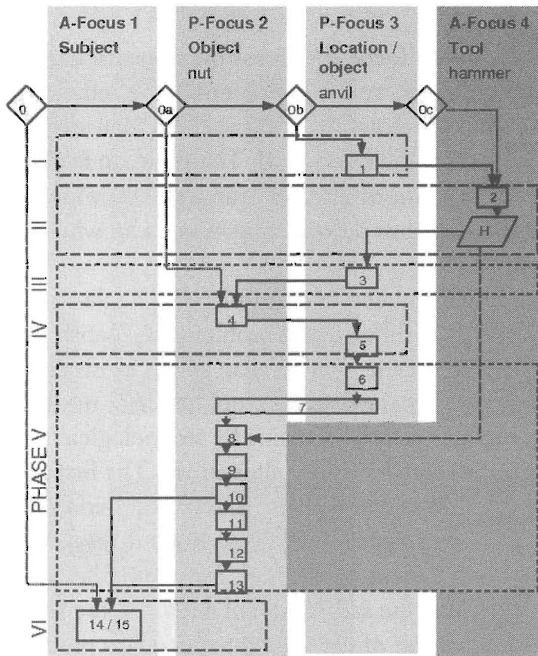 A-Focus 1 P-Focus 2 P-Focus 3 A-Focus 4
Subject Object Location / Tool
nut object hammer
anvil
0 0a 0b 0c
I
1
2
II
H
III
3
IV
4
5
6
PHASE V
7
8
9
10
11
12
13
VI
14 / 15